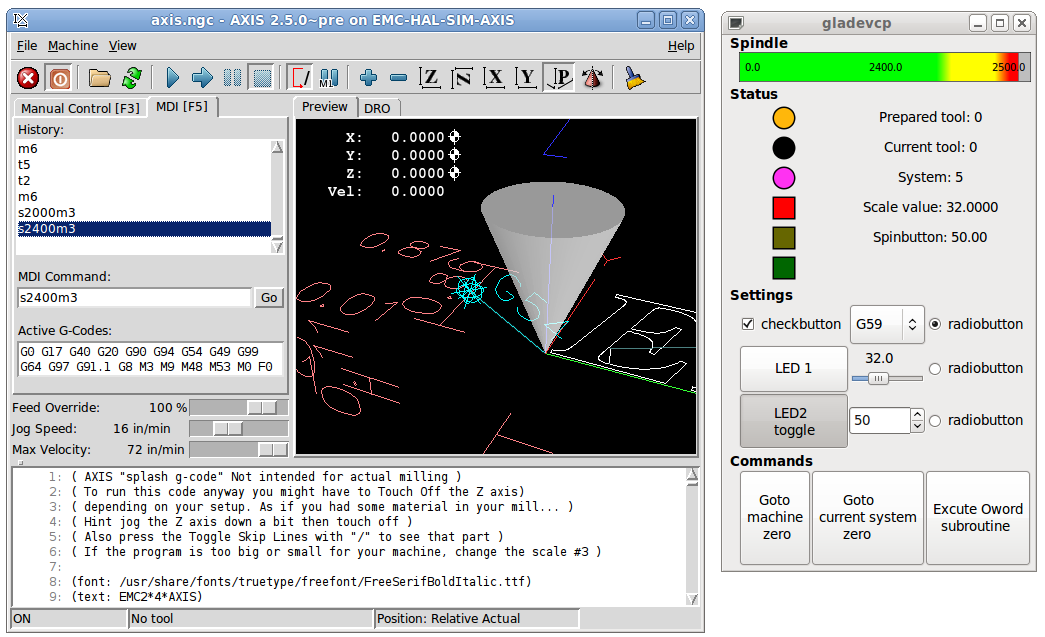 axis.ngc - AXIS 2.5.0~pre on EMC-HAL-SIM-AXIS
File Machine View Help
Manual Control [F3] MDI [F5]
History:
m6
t5
t2
m6
s2000m3
s2400m3
MDI Command:
s2400m3 Go
Active G-Codes:
G0 G17 G40 G20 G90 G94 G54 G49 G99
G64 G97 G91.1 G8 M3 M9 M48 M53 M0 F0
Feed Override: 100 %
Jog Speed: 16 in/min
Max Velocity: 72 in/min
Preview DRO
X: 0.0000
Y: 0.0000
Z: 0.0000
Vel: 0.0000
1: ( AXIS "splash g-code" Not intended for actual milling )
2: ( To run this code anyway you might have to Touch Off the Z axis)
3: ( depending on your setup. As if you had some material in your mill... )
4: ( Hint jog the Z axis down a bit then touch off )
5: ( Also press the Toggle Skip Lines with "/" to see that part )
6: ( If the program is too big or small for your machine, change the scale #3 )
7:
8: (font: /usr/share/fonts/truetype/freefont/FreeSerifBoldItalic.ttf)
9: (text: EMC2*4*AXIS)
ON No tool Position: Relative Actual
gladevcp
Spindle
0.0 2400.0 2500.0
Status
Prepared tool: 0
Current tool: 0
System: 5
Scale value: 32.0000
Spinbutton: 50.00
Settings
checkbutton G59 radiobutton
LED 1 32.0 radiobutton
LED2
toggle
50 radiobutton
Commands
Goto
machine
zero
Goto
current system
zero
Excute Oword
subroutine